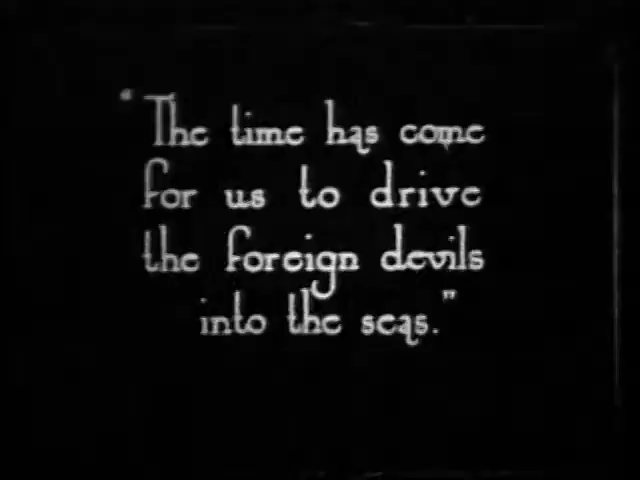 "The time has come
for us to drive
the foreign devils
into the seas."